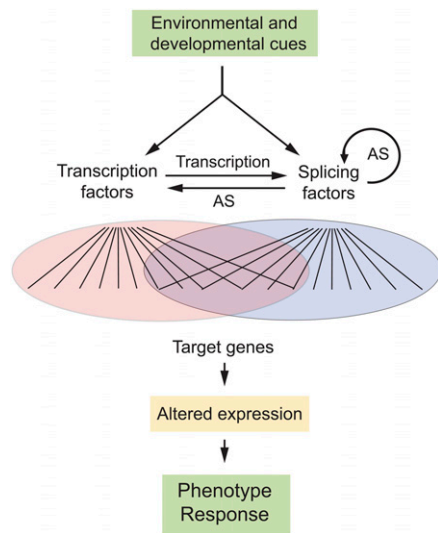 Environmental and
developmental cues
Transcription
factors
Transcription
AS
Splicing
factors
AS
Target genes
Altered expression
Phenotype
Response